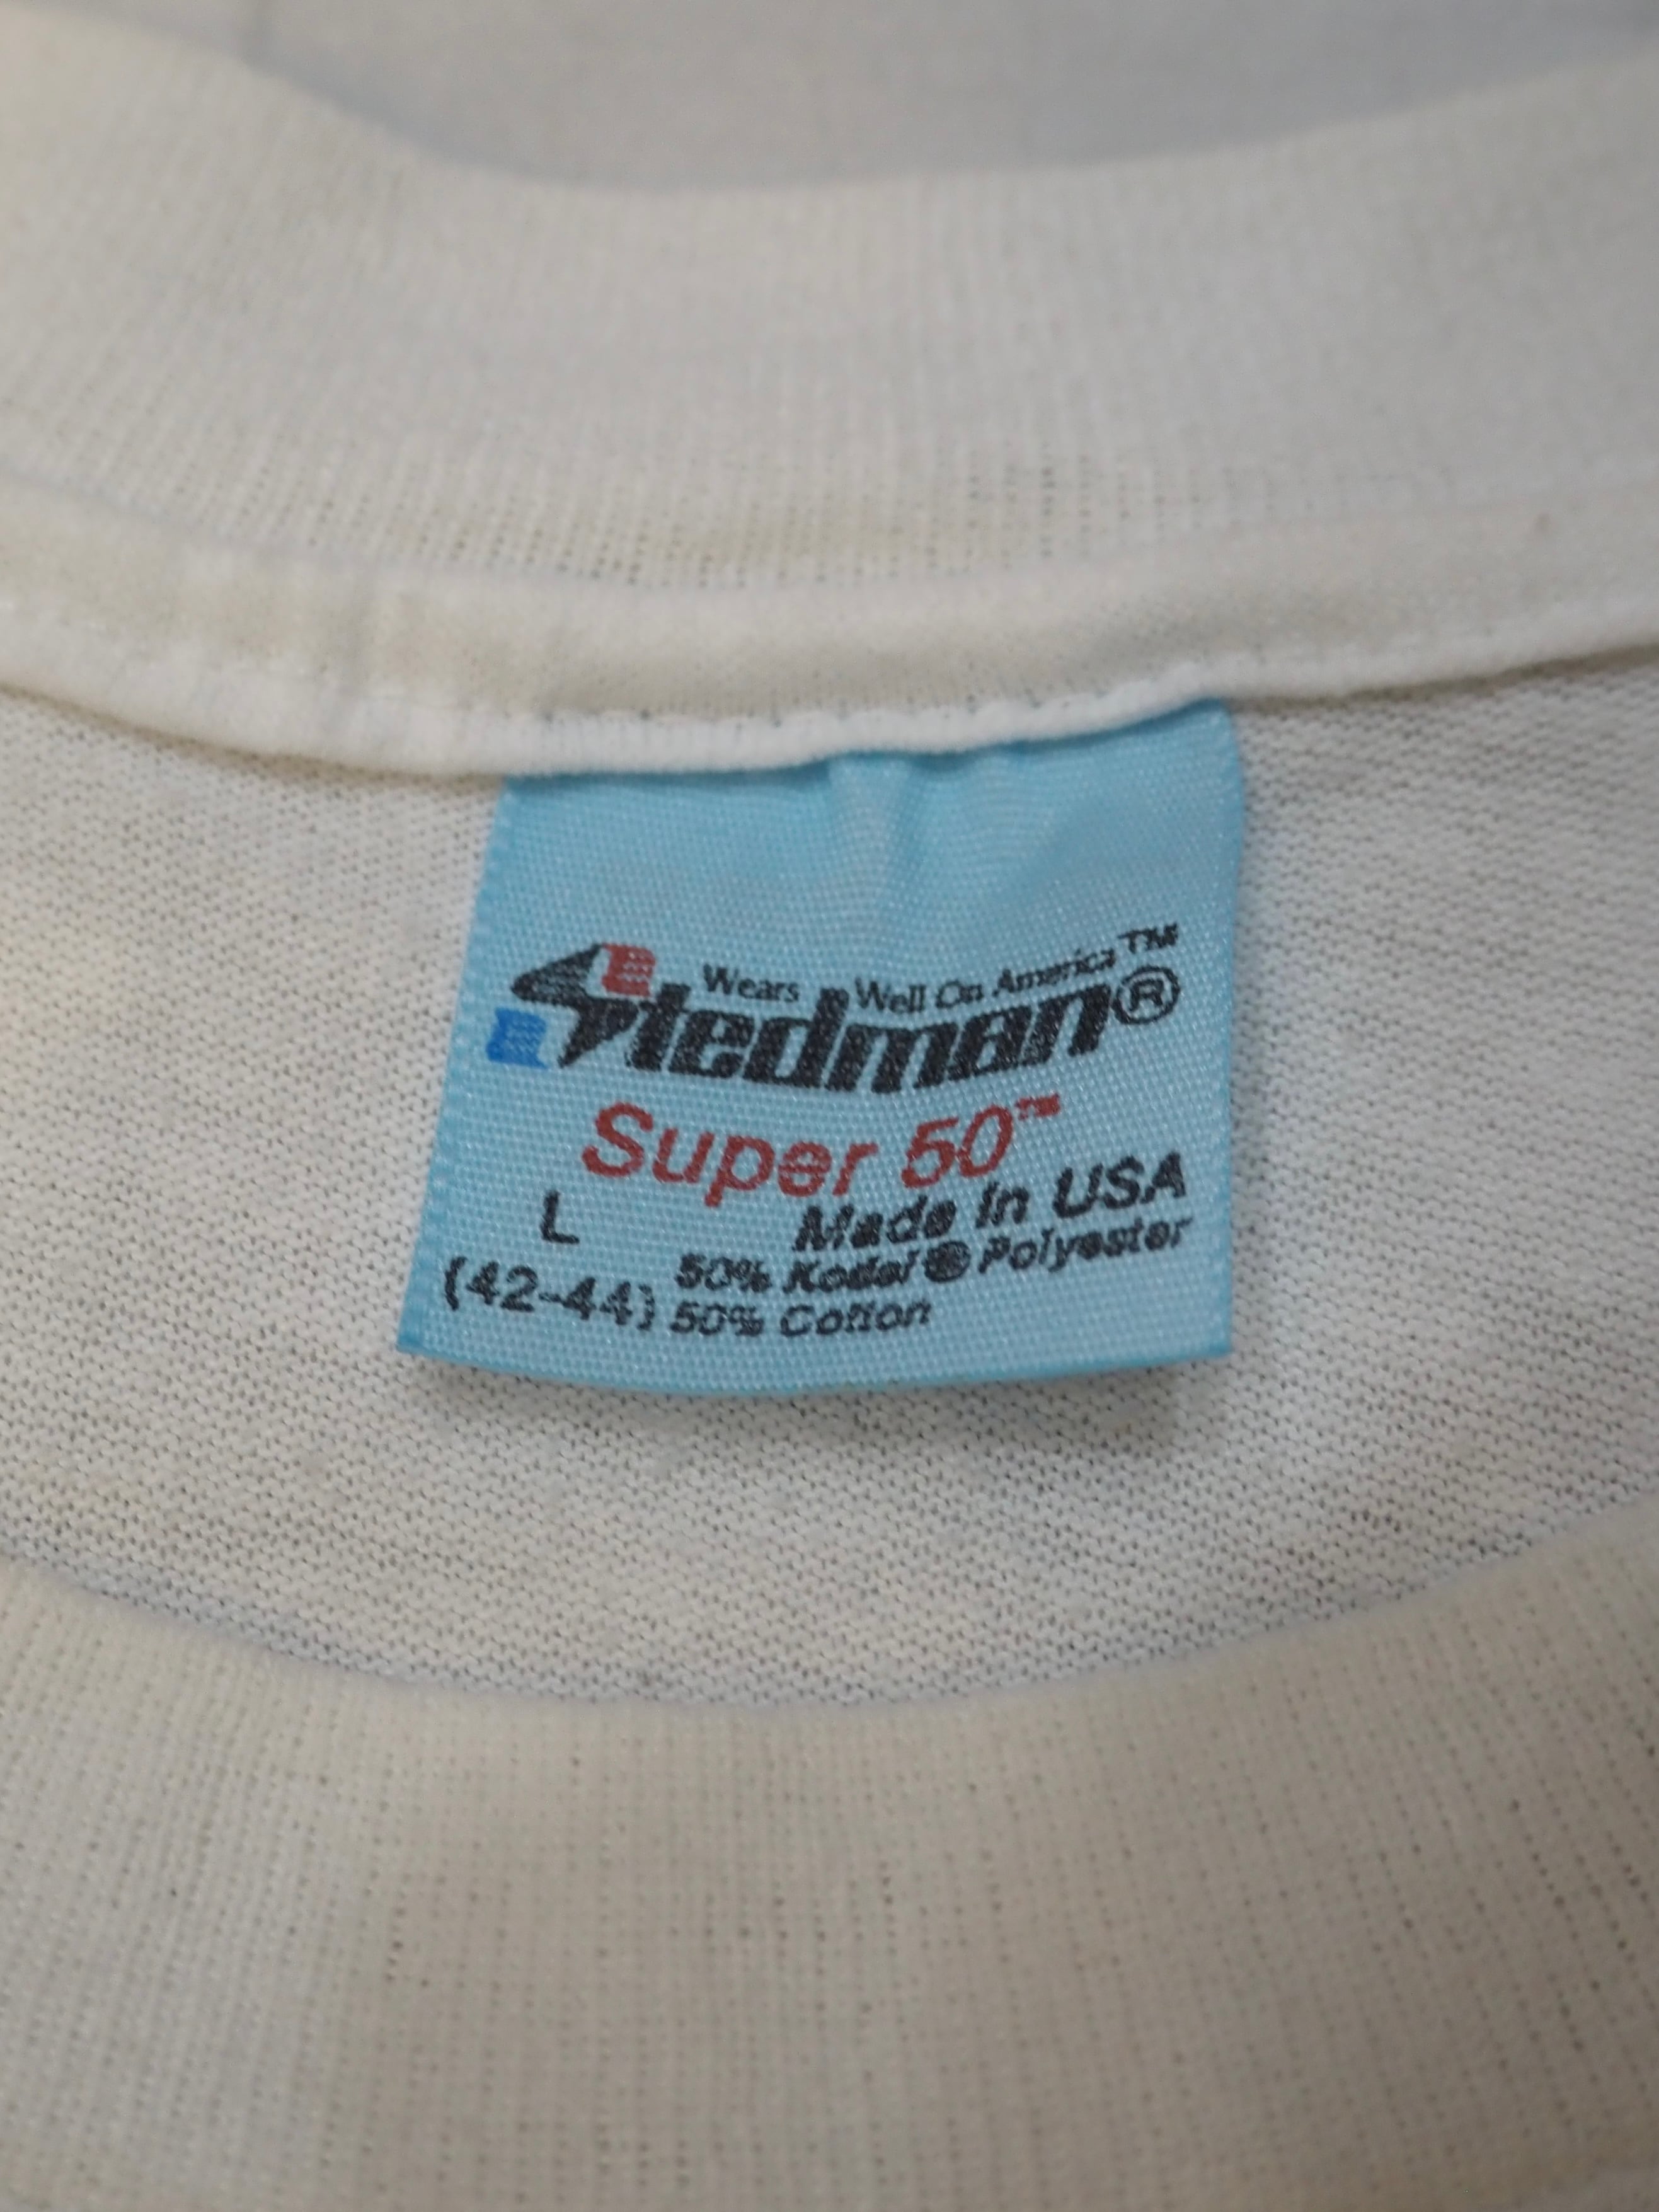 Wears Well On America™
Stedman®
Super 50™
L Made In USA
50% Kodel® Polyester
(42-44) 50% Cotton